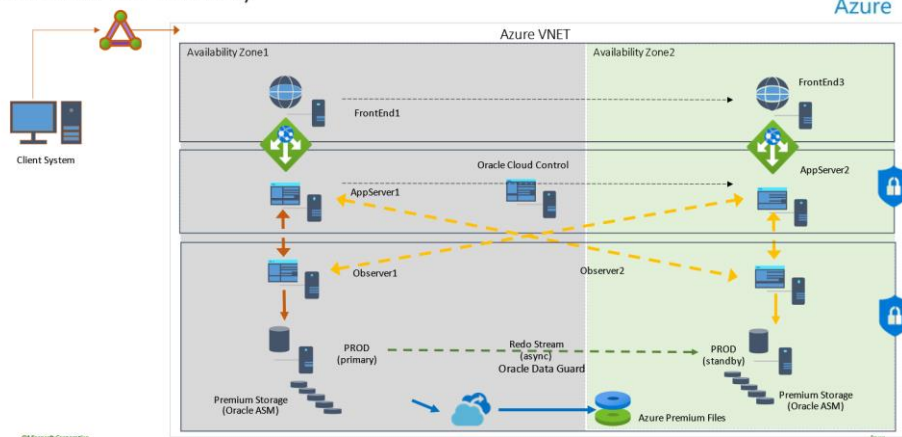 Azure
Azure VNET
Availability Zone1
Availability Zone2
FrontEnd1
FrontEnd3
Client System
Oracle Cloud Control
AppServer1
AppServer2
Observer1
Observer2
PROD
(primary)
Redo Stream
(async)
Oracle Data Guard
PROD
(standby)
Premium Storage
(Oracle ASM)
Azure Premium Files
Premium Storage
(Oracle ASM)